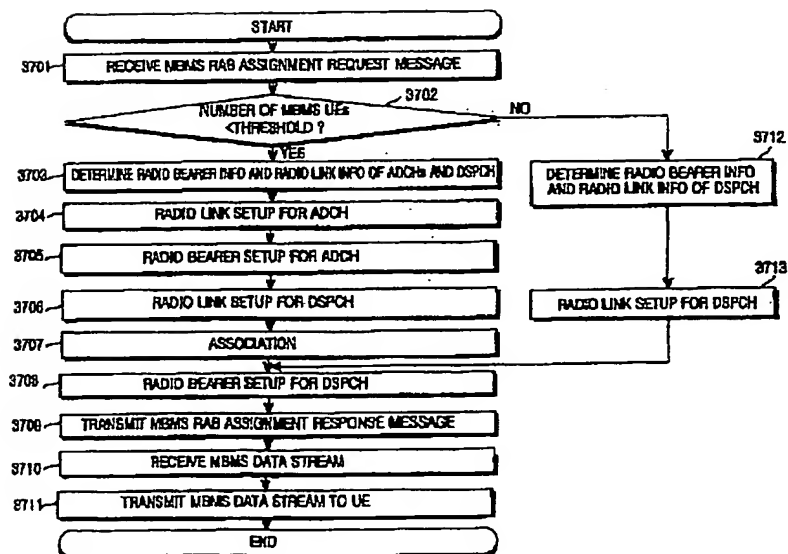 START
3701
RECEIVE MBMS RAB ASSIGNMENT REQUEST MESSAGE
3702
NUMBER OF MBMS UEs
<THRESHOLD ?
NO
YES
3703
DETERMINE RADIO BEARER INFO AND RADIO LINK INFO OF ADCHs AND DSPCH
3712
DETERMINE RADIO BEARER INFO
AND RADIO LINK INFO OF DSPCH
3704
RADIO LINK SETUP FOR ADCH
3705
RADIO BEARER SETUP FOR ADCH
3706
RADIO LINK SETUP FOR DSPCH
3713
RADIO LINK SETUP FOR DSPCH
3707
ASSOCIATION
3708
RADIO BEARER SETUP FOR DSPCH
3709
TRANSMIT MBMS RAB ASSIGNMENT RESPONSE MESSAGE
3710
RECEIVE MBMS DATA STREAM
3711
TRANSMIT MBMS DATA STREAM TO UE
END